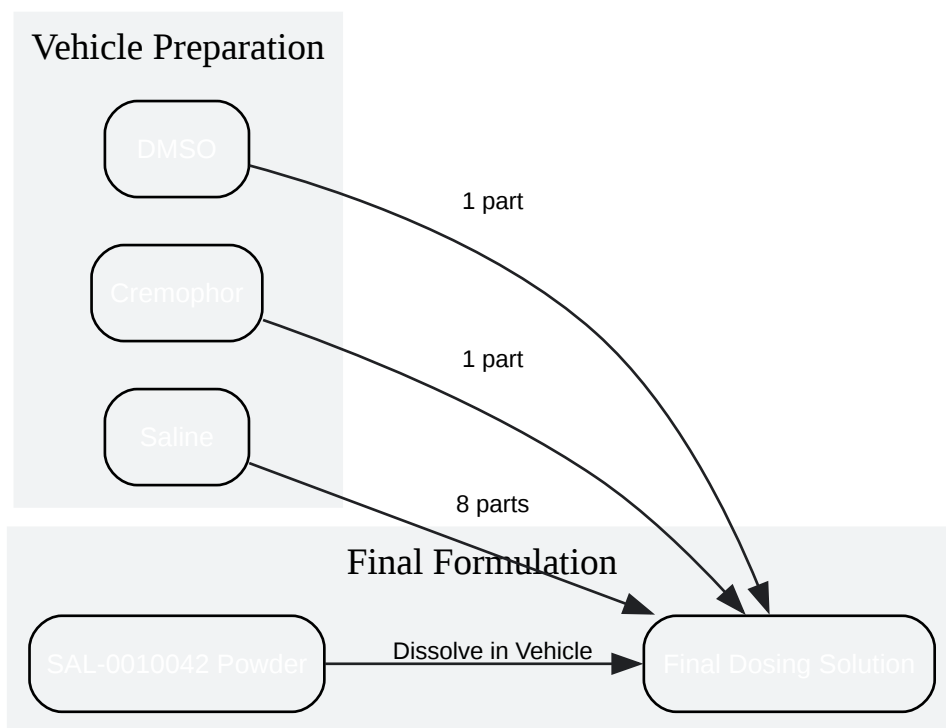 Vehicle Preparation
DMSO
1 part
Cremophor
1 part
Saline
8 parts
Final Formulation
SAL-0010042 Powder
Dissolve in Vehicle
Final Dosing Solution